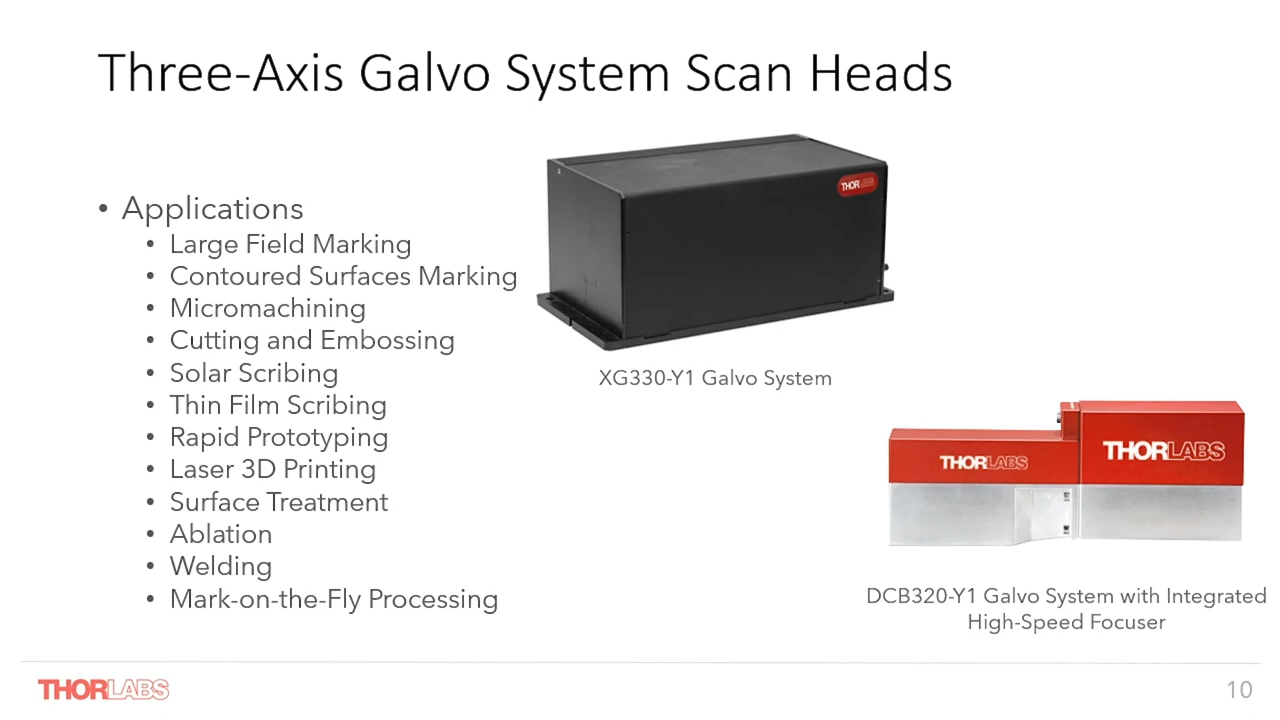 Three-Axis Galvo System Scan Heads
• Applications
• Large Field Marking
• Contoured Surfaces Marking
• Micromachining
• Cutting and Embossing
• Solar Scribing
• Thin Film Scribing
• Rapid Prototyping
• Laser 3D Printing
• Surface Treatment
• Ablation
• Welding
• Mark-on-the-Fly Processing
THORLABS
XG330-Y1 Galvo System
THORLABS
THORLABS
DCB320-Y1 Galvo System with Integrated
High-Speed Focuser
THORLABS
10